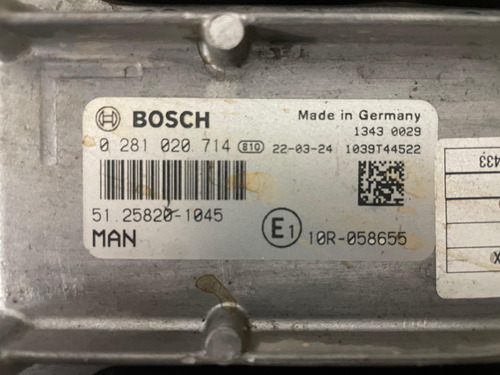 BOSCH
Made in Germany
1343 0029
0 281 020 714 810 22-03-24 1039T44522
51.25820-1045
MAN
E1 10R-058655
433
X